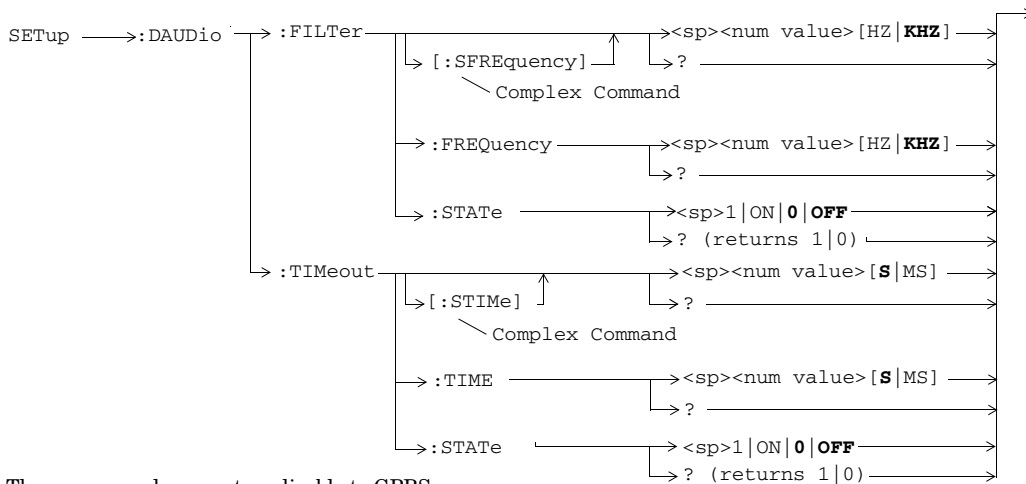 SETup :DAUDio :FILTer <sp><num value>[HZ|KHZ]
[:SFREquency] ?
Complex Command
:FREQuency <sp><num value>[HZ|KHZ]
?
:STATe <sp>1|ON|0|OFF
? (returns 1|0)
:TIMeout <sp><num value>[S|MS]
[:STIMe] ?
Complex Command
:TIME <sp><num value>[S|MS]
?
:STATe <sp>1|ON|0|OFF
? (returns 1|0)